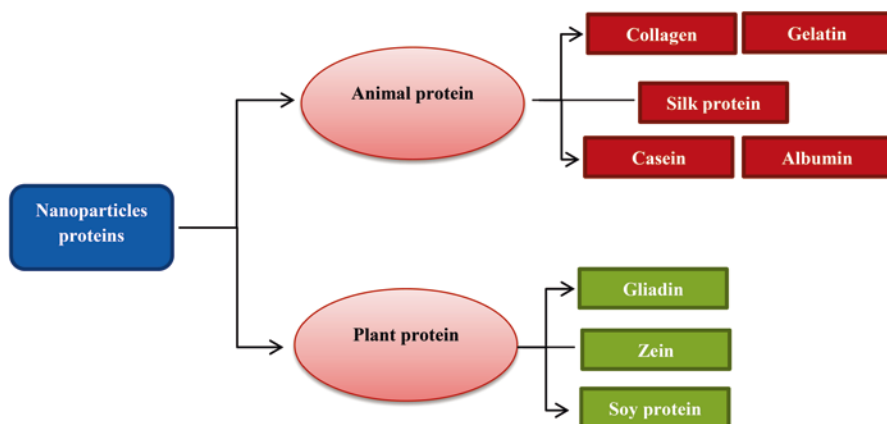 Collagen
Gelatin
Animal protein
Silk protein
Casein
Albumin
Nanoparticles
proteins
Gliadin
Plant protein
Zein
Soy protein